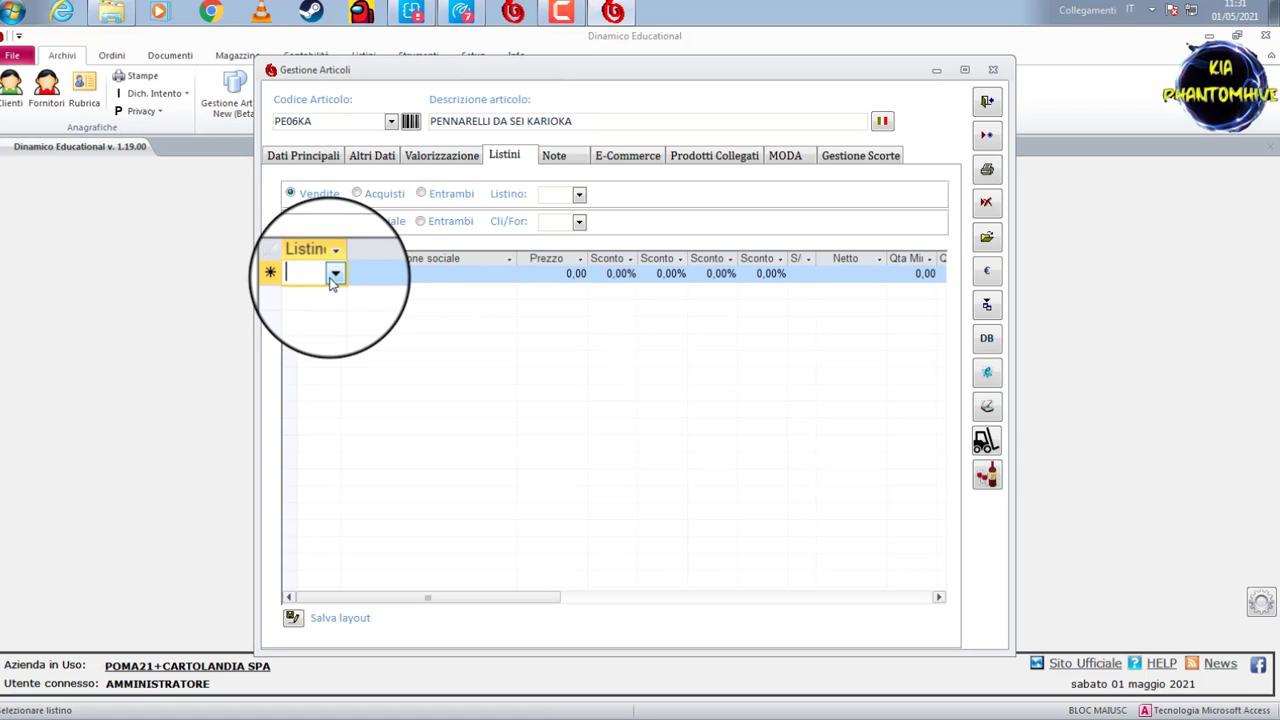 11:31
Collegamenti IT
01/05/2021
Dinamico Educational
File Archivi Ordini Documenti
Info
KIA
PHANTOMHIVE
Stampe
Dich. Intento
Privacy
Clienti Fornitori Rubrica
Gestione Art
New (Beta)
Anagrafiche
Dinamico Educational v. 1.19.00
Gestione Articoli
Codice Articolo: Descrizione articolo:
PE06KA PENNARELLI DA SEI KARIOKA
Dati Principali Altri Dati Valorizzazione Listini Note E-Commerce Prodotti Collegati MODA Gestione Scorte
Vendite Acquisti Entrambi Listino:
iale Entrambi Cli/For:
Listino
one sociale Prezzo Sconto Sconto Sconto Sconto S/ Netto Qta Min Q
0,00 0,00% 0,00% 0,00% 0,00% 0,00
€
DB
Salva layout
Azienda in Uso: POMA21+CARTOLANDIA SPA
Sito Ufficiale HELP News
Utente connesso: AMMINISTRATORE
sabato 01 maggio 2021
elezionare listino
BLOC MAIUSC Tecnologia Microsoft Access